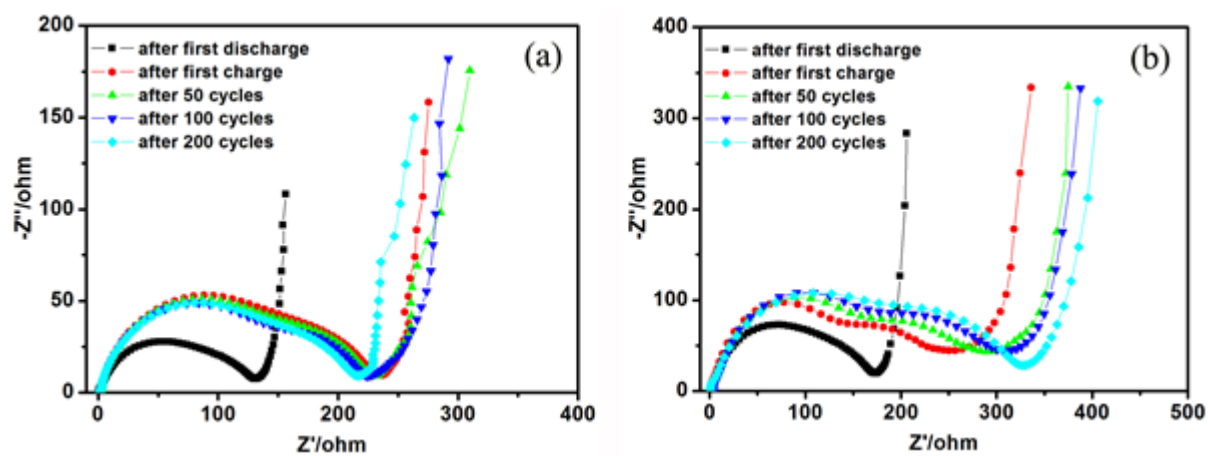 200
150
100
50
0
-Z''/ohm
after first discharge
after first charge
after 50 cycles
after 100 cycles
after 200 cycles
(a)
0 100 200 300 400
Z'/ohm
400
300
200
100
0
-Z''/ohm
after first discharge
after first charge
after 50 cycles
after 100 cycles
after 200 cycles
(b)
0 100 200 300 400 500
Z'/ohm